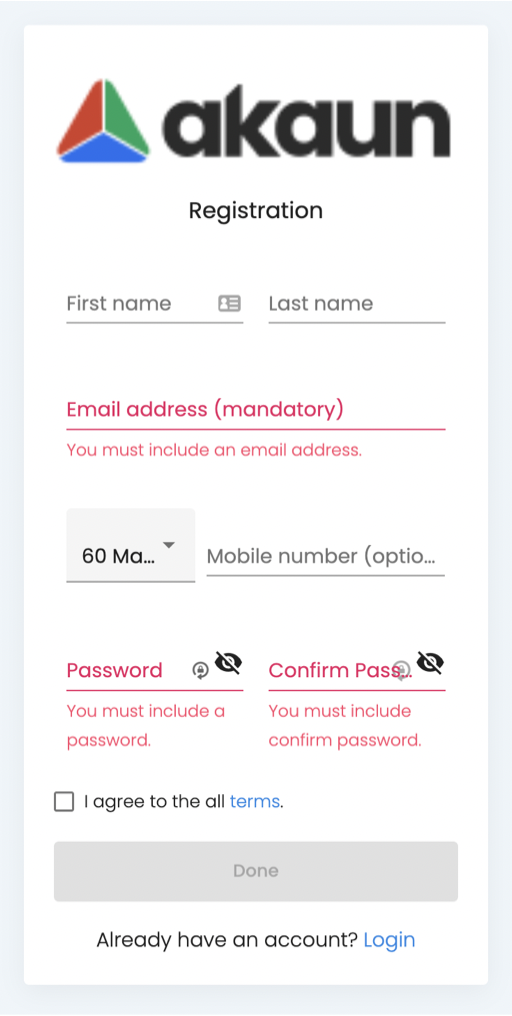 akaun
Registration
First name
Last name
Email address (mandatory)
You must include an email address.
60 Ma...
Mobile number (optio...
Password
Confirm Pass...
You must include a
password.
You must include
confirm password.
I agree to the all terms.
Done
Already have an account? Login